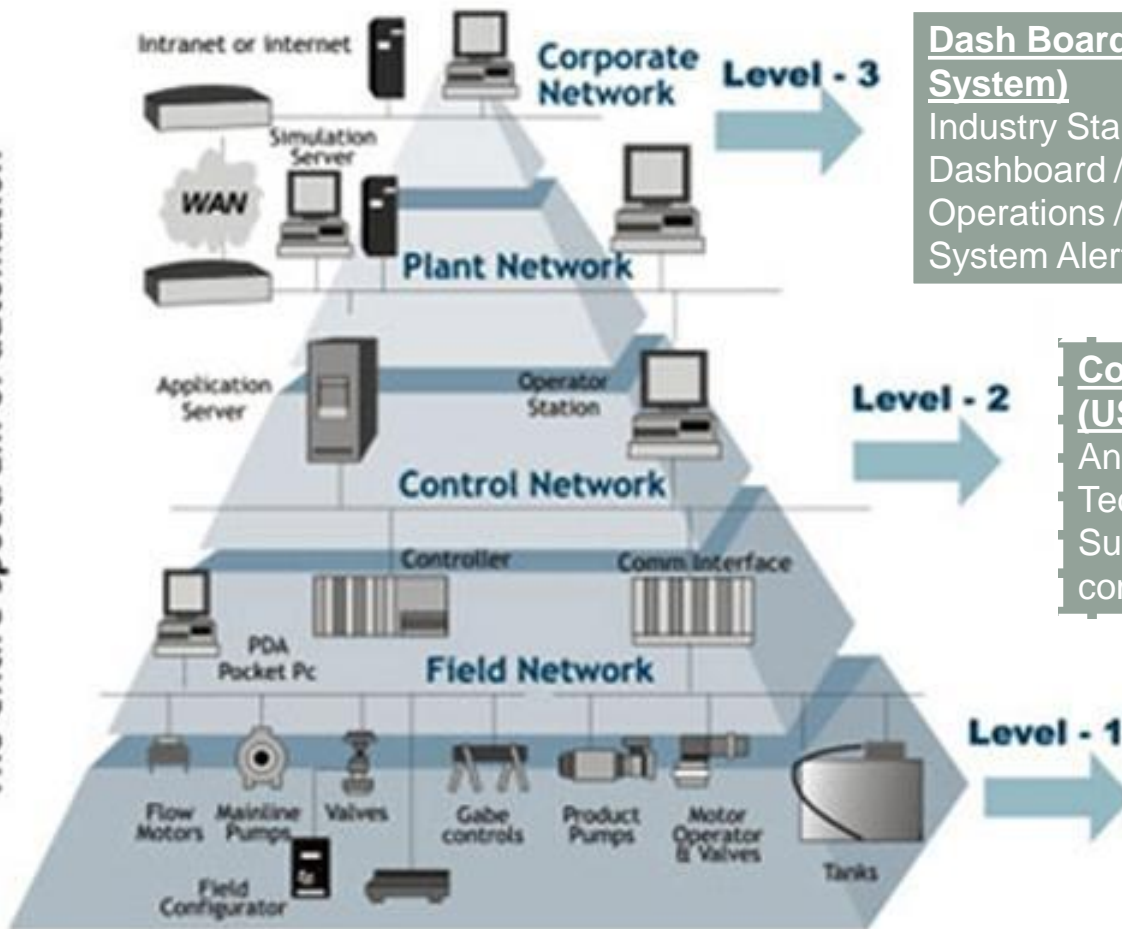 Intranet or internet
Corporate
Network
Level - 3
Dash Board
System)
Industry Sta
Dashboard /
Operations /
System Aler
Simulation
Server
WAN
Plant Network
Application
Server
Operator
Station
Level - 2
Co
(US
An
Tec
Su
con
Control Network
Controller
Comm Interface
PDA
Pocket Pc
Field Network
Level - 1
Flow
Motors
Mainline
Pumps
Valves
Gabe
controls
Product
Pumps
Motor
Operator
& Valves
Tanks
Field
Configurator